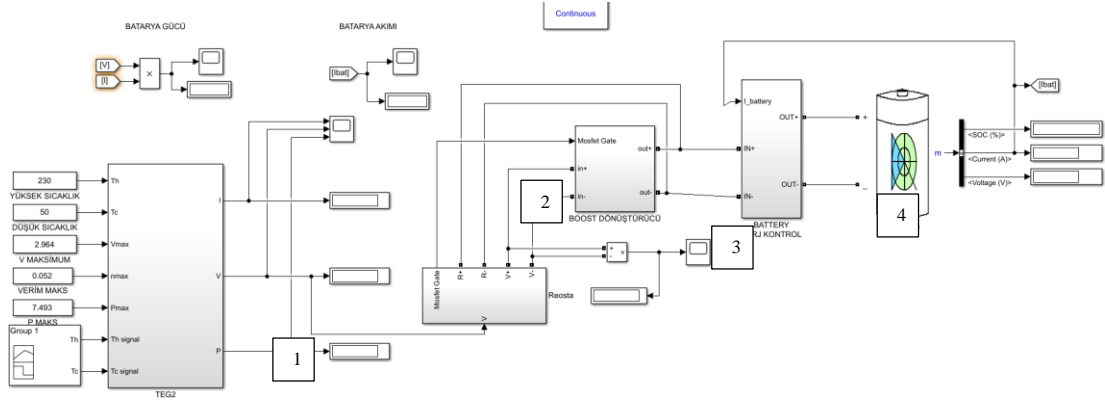 Continuous
BATARYA GÜCÜ
BATARYA AKIMI
[V]
[I]
×
[Ibat]
[Ibat]
I_battery
OUT+
IN+
OUT-
IN-
BATTERY
RJ KONTROL
+
_
m
<SOC (%)>
<Current (A)>
<Voltage (V)>
Mosfet Gate
in+
in-
out+
out-
BOOST DÖNÜŞTÜRÜCÜ
230
YÜKSEK SICAKLIK
50
DÜŞÜK SICAKLIK
2.964
V MAKSİMUM
0.052
VERİM MAKS
7.493
P MAKS
Group 1
Th
Tc
Th
Tc
Vmax
nmax
Pmax
Th signal
Tc signal
I
V
P
TEG2
Mosfet Gate
R+
R-
V+
V-
V
Reosta
+
-
v
1
2
3
4